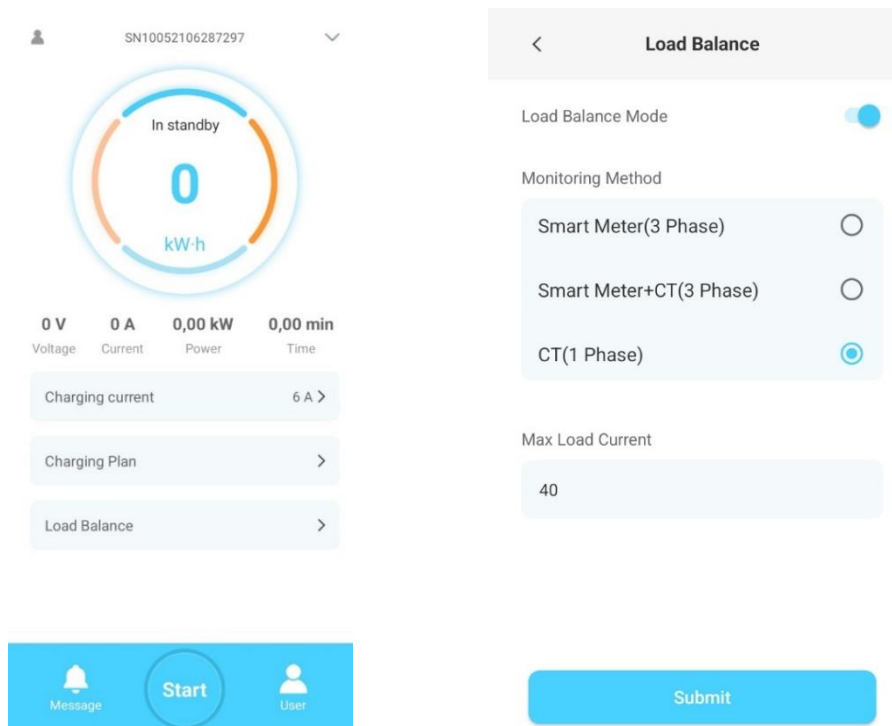 SN10052106287297
In standby
0
kW·h
0 V 0 A 0,00 kW 0,00 min
Voltage Current Power Time
Charging current 6 A
Charging Plan
Load Balance
Message Start User
Load Balance
Load Balance Mode
Monitoring Method
Smart Meter(3 Phase)
Smart Meter+CT(3 Phase)
CT(1 Phase)
Max Load Current
40
Submit